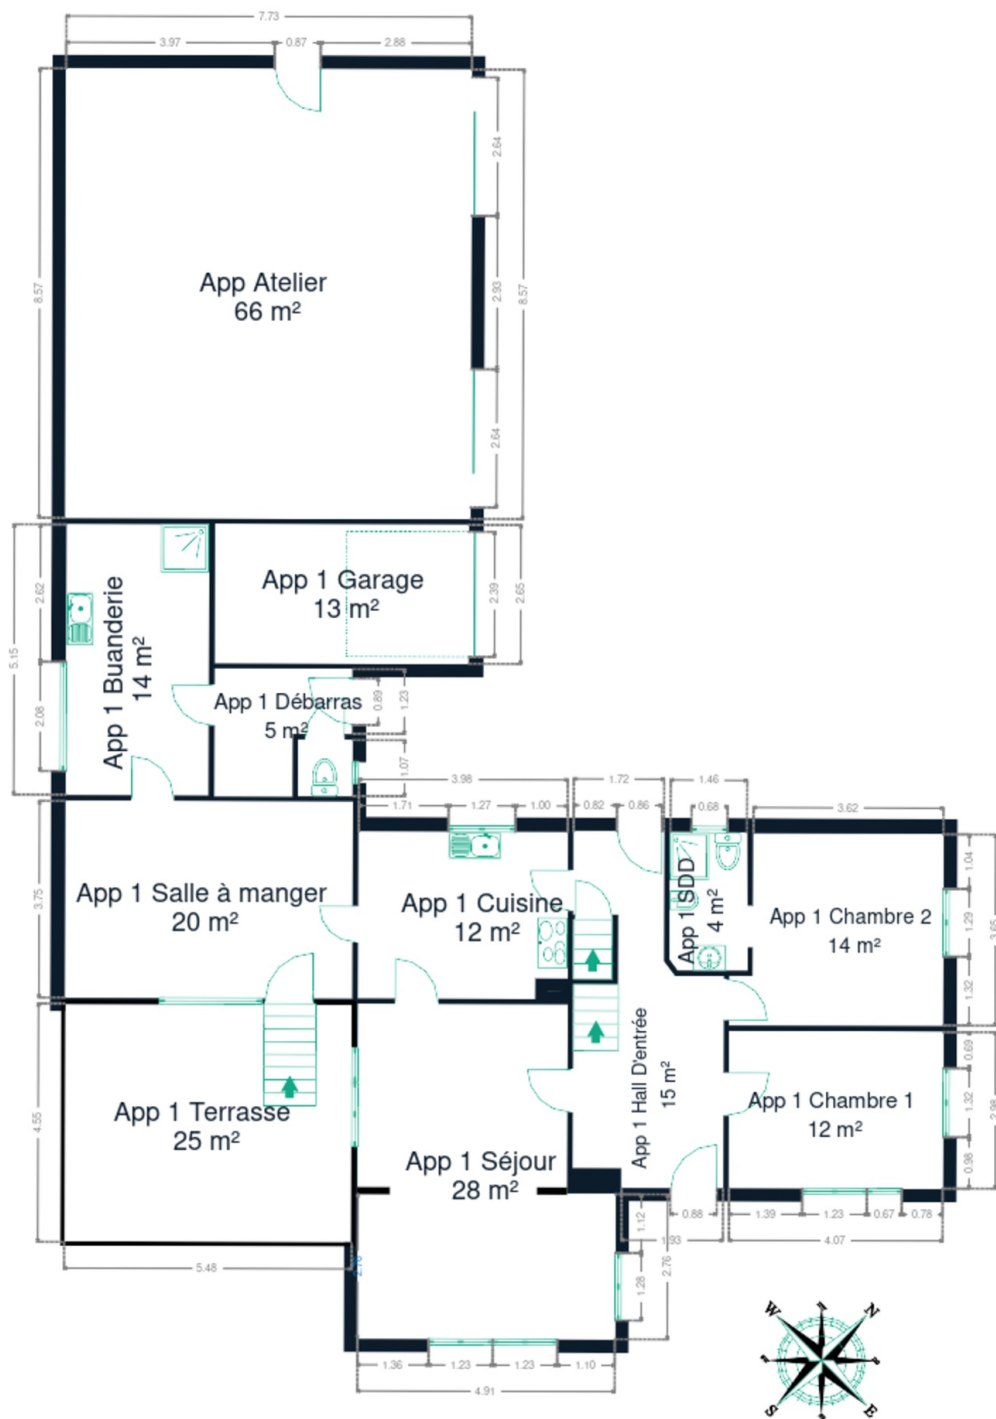 7.73
3.97
0.87
2.88
8.57
2.64
2.93
8.57
2.64
App Atelier
66 m²
5.15
2.62
2.08
App 1 Buanderie
14 m²
App 1 Garage
13 m²
2.39
2.65
App 1 Débarras
5 m²
0.89
1.23
1.07
3.98
1.71
1.27
1.00
1.72
0.82
0.86
1.46
0.68
3.62
3.75
App 1 Salle à manger
20 m²
App 1 Cuisine
12 m²
App 1 SDD
4 m²
App 1 Chambre 2
14 m²
1.04
1.29
1.32
3.65
4.55
App 1 Terrasse
25 m²
5.48
App 1 Séjour
28 m²
App 1 Hall D'entrée
15 m²
App 1 Chambre 1
12 m²
0.69
1.32
0.98
2.98
0.88
1.93
1.39
1.23
0.67
0.78
4.07
1.12
1.28
2.76
2.76
1.36
1.23
1.23
1.10
4.91
W
N
S
E